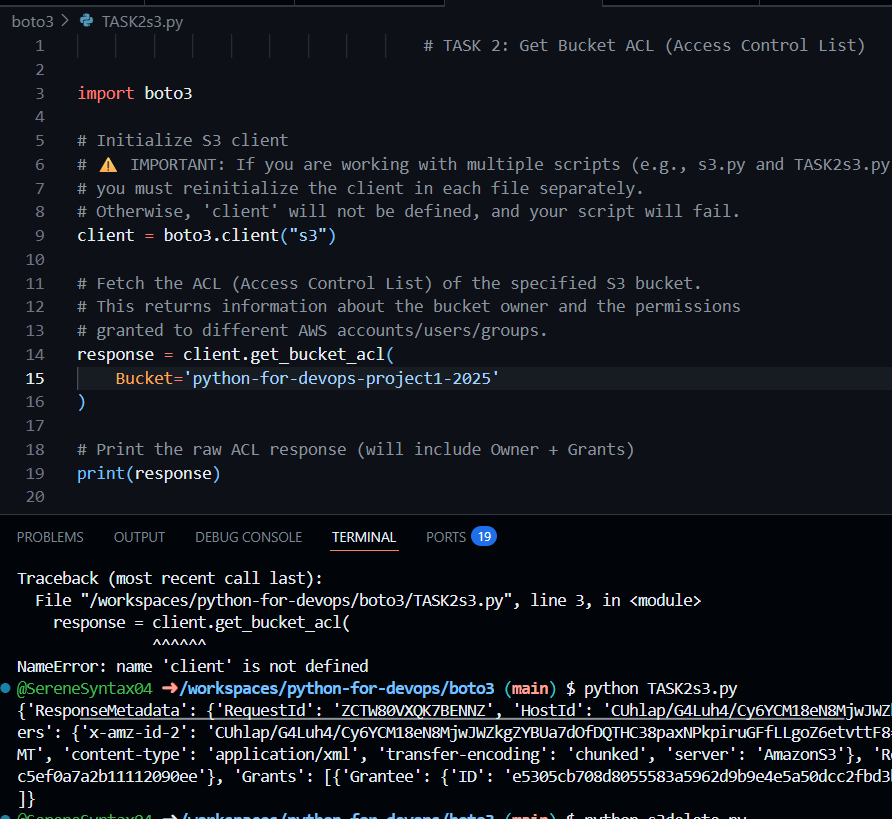 boto3 > TASK2s3.py
1 # TASK 2: Get Bucket ACL (Access Control List)
2
3 import boto3
4
5 # Initialize S3 client
6 # ⚠ IMPORTANT: If you are working with multiple scripts (e.g., s3.py and TASK2s3.py
7 # you must reinitialize the client in each file separately.
8 # Otherwise, 'client' will not be defined, and your script will fail.
9 client = boto3.client("s3")
10
11 # Fetch the ACL (Access Control List) of the specified S3 bucket.
12 # This returns information about the bucket owner and the permissions
13 # granted to different AWS accounts/users/groups.
14 response = client.get_bucket_acl(
15 Bucket='python-for-devops-project1-2025'
16 )
17
18 # Print the raw ACL response (will include Owner + Grants)
19 print(response)
20
PROBLEMS OUTPUT DEBUG CONSOLE TERMINAL PORTS 19
Traceback (most recent call last):
File "/workspaces/python-for-devops/boto3/TASK2s3.py", line 3, in <module>
response = client.get_bucket_acl(
^^^^^^
NameError: name 'client' is not defined
@SereneSyntax04 ➜/workspaces/python-for-devops/boto3 (main) $ python TASK2s3.py
{'ResponseMetadata': {'RequestId': 'ZCTW80VXQK7BENNZ', 'HostId': 'CUhlap/G4Luh4/Cy6YCM18eN8MjwJWZ
ers': {'x-amz-id-2': 'CUhlap/G4Luh4/Cy6YCM18eN8MjwJWZkgZYBUa7dOfDQTHC38paxNPkpiruGFfLLgoZ6etvttF8
MT', 'content-type': 'application/xml', 'transfer-encoding': 'chunked', 'server': 'AmazonS3'}, 'R
c5ef0a7a2b11112090ee'}, 'Grants': [{'Grantee': {'ID': 'e5305cb708d8055583a5962d9b9e4e5a50dcc2fbd3
]}
@SereneSyntax04 ➜/workspaces/python-for-devops/boto3 (main) $ python s3delete.py